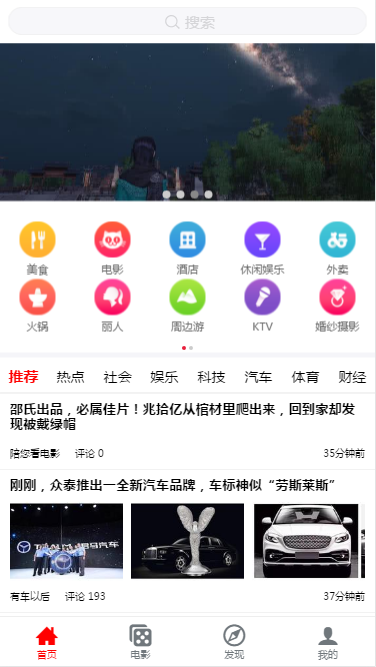 搜索
美食 电影 酒店 休闲娱乐 外卖
火锅 丽人 周边游 KTV 婚纱摄影
推荐 热点 社会 娱乐 科技 汽车 体育 财经
邵氏出品，必属佳片！兆拾亿从棺材里爬出来，回到家却发
现被戴绿帽
陪您看电影 评论 0 35分钟前
刚刚，众泰推出一全新汽车品牌，车标神似“劳斯莱斯”
有车以后 评论 193 37分钟前
首页 电影 发现 我的